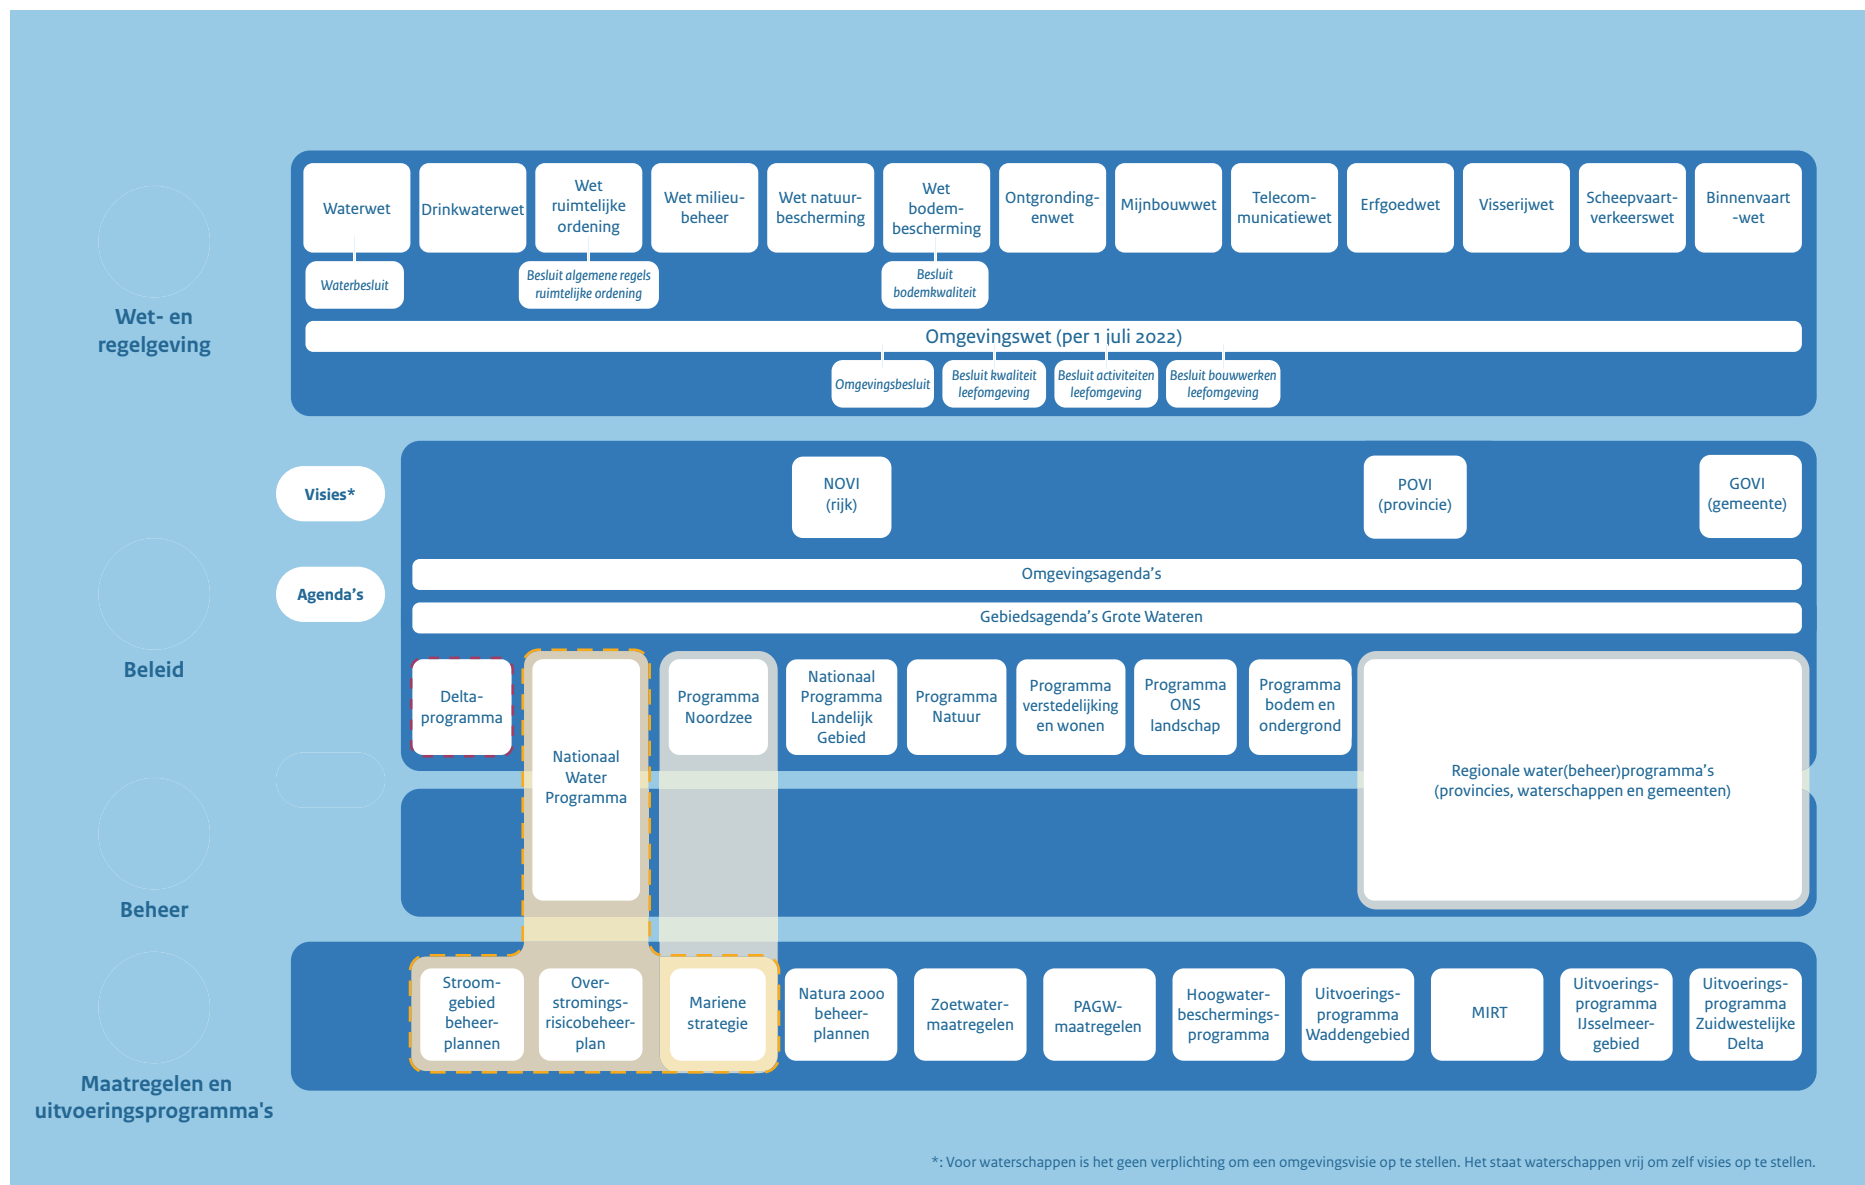 Wet- en
regelgeving
Waterwet
Drinkwaterwet
Wet
ruimtelijke
ordening
Wet milieu-
beheer
Wet natuur-
bescherming
Wet
bodem-
bescherming
Ontgronding-
enwet
Mijnbouwwet
Telecom-
municatiewet
Erfgoedwet
Visserijwet
Scheepvaart-
verkeerswet
Binnenvaart
-wet
Waterbesluit
Besluit algemene regels
ruimtelijke ordening
Besluit
bodemkwaliteit
Omgevingswet (per 1 juli 2022)
Omgevingsbesluit
Besluit kwaliteit
leefomgeving
Besluit activiteiten
leefomgeving
Besluit bouwwerken
leefomgeving
Beleid
Visies*
NOVI
(rijk)
POVI
(provincie)
GOVI
(gemeente)
Agenda's
Omgevingsagenda's
Gebiedsagenda's Grote Wateren
Delta-
programma
Nationaal
Water
Programma
Programma
Noordzee
Nationaal
Programma
Landelijk
Gebied
Programma
Natuur
Programma
verstedelijking
en wonen
Programma
ONS
landschap
Programma
bodem en
ondergrond
Regionale water(beheer)programma's
(provincies, waterschappen en gemeenten)
Beheer
Maatregelen en
uitvoeringsprogramma's
Stroom-
gebied
beheer-
plannen
Over-
stromings-
risicobeheer-
plan
Mariene
strategie
Natura 2000
beheer-
plannen
Zoetwater-
maatregelen
PAGW-
maatregelen
Hoogwater-
beschermings-
programma
Uitvoerings-
programma
Waddengebied
MIRT
Uitvoerings-
programma
IJsselmeer-
gebied
Uitvoerings-
programma
Zuidwestelijke
Delta
*: Voor waterschappen is het geen verplichting om een omgevingsvisie op te stellen. Het staat waterschappen vrij om zelf visies op te stellen.